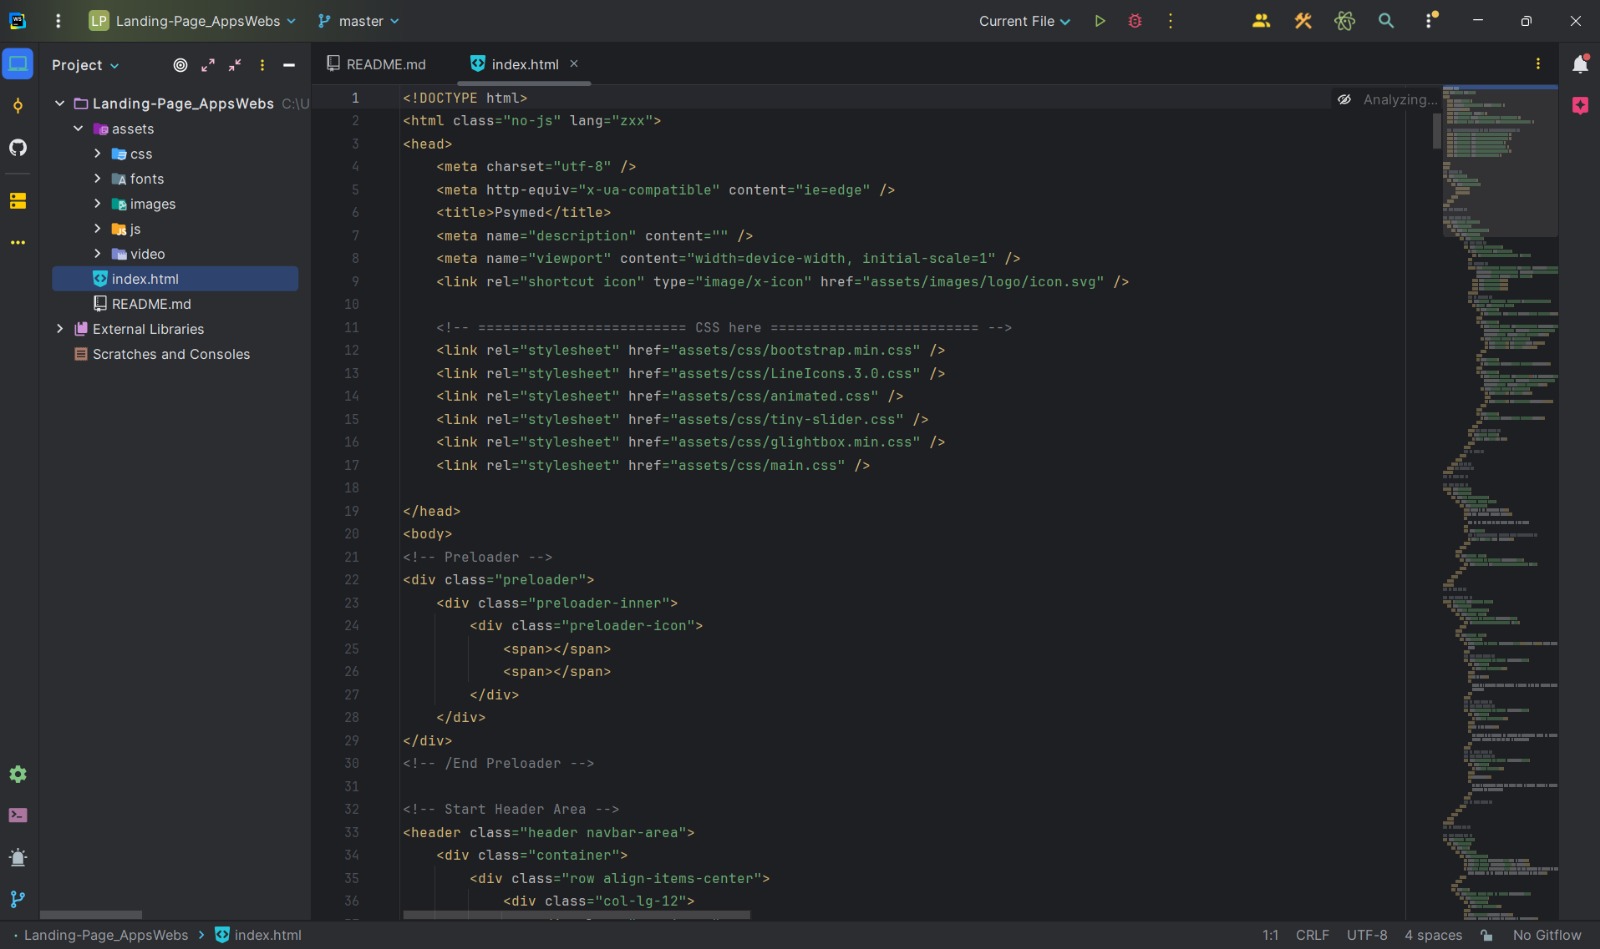 LP Landing-Page_AppsWebs master Current File
Project
README.md index.html
Landing-Page_AppsWebs C:\U
assets
css
fonts
images
js
video
index.html
README.md
External Libraries
Scratches and Consoles
Analyzing...
1 <!DOCTYPE html>
2 <html class="no-js" lang="zxx">
3 <head>
4 <meta charset="utf-8" />
5 <meta http-equiv="x-ua-compatible" content="ie=edge" />
6 <title>Psymed</title>
7 <meta name="description" content="" />
8 <meta name="viewport" content="width=device-width, initial-scale=1" />
9 <link rel="shortcut icon" type="image/x-icon" href="assets/images/logo/icon.svg" />
10
11 <!-- ========================= CSS here ========================= -->
12 <link rel="stylesheet" href="assets/css/bootstrap.min.css" />
13 <link rel="stylesheet" href="assets/css/LineIcons.3.0.css" />
14 <link rel="stylesheet" href="assets/css/animated.css" />
15 <link rel="stylesheet" href="assets/css/tiny-slider.css" />
16 <link rel="stylesheet" href="assets/css/glightbox.min.css" />
17 <link rel="stylesheet" href="assets/css/main.css" />
18
19 </head>
20 <body>
21 <!-- Preloader -->
22 <div class="preloader">
23 <div class="preloader-inner">
24 <div class="preloader-icon">
25 <span></span>
26 <span></span>
27 </div>
28 </div>
29 </div>
30 <!-- /End Preloader -->
31
32 <!-- Start Header Area -->
33 <header class="header navbar-area">
34 <div class="container">
35 <div class="row align-items-center">
36 <div class="col-lg-12">
Landing-Page_AppsWebs > index.html 1:1 CRLF UTF-8 4 spaces No Gitflow